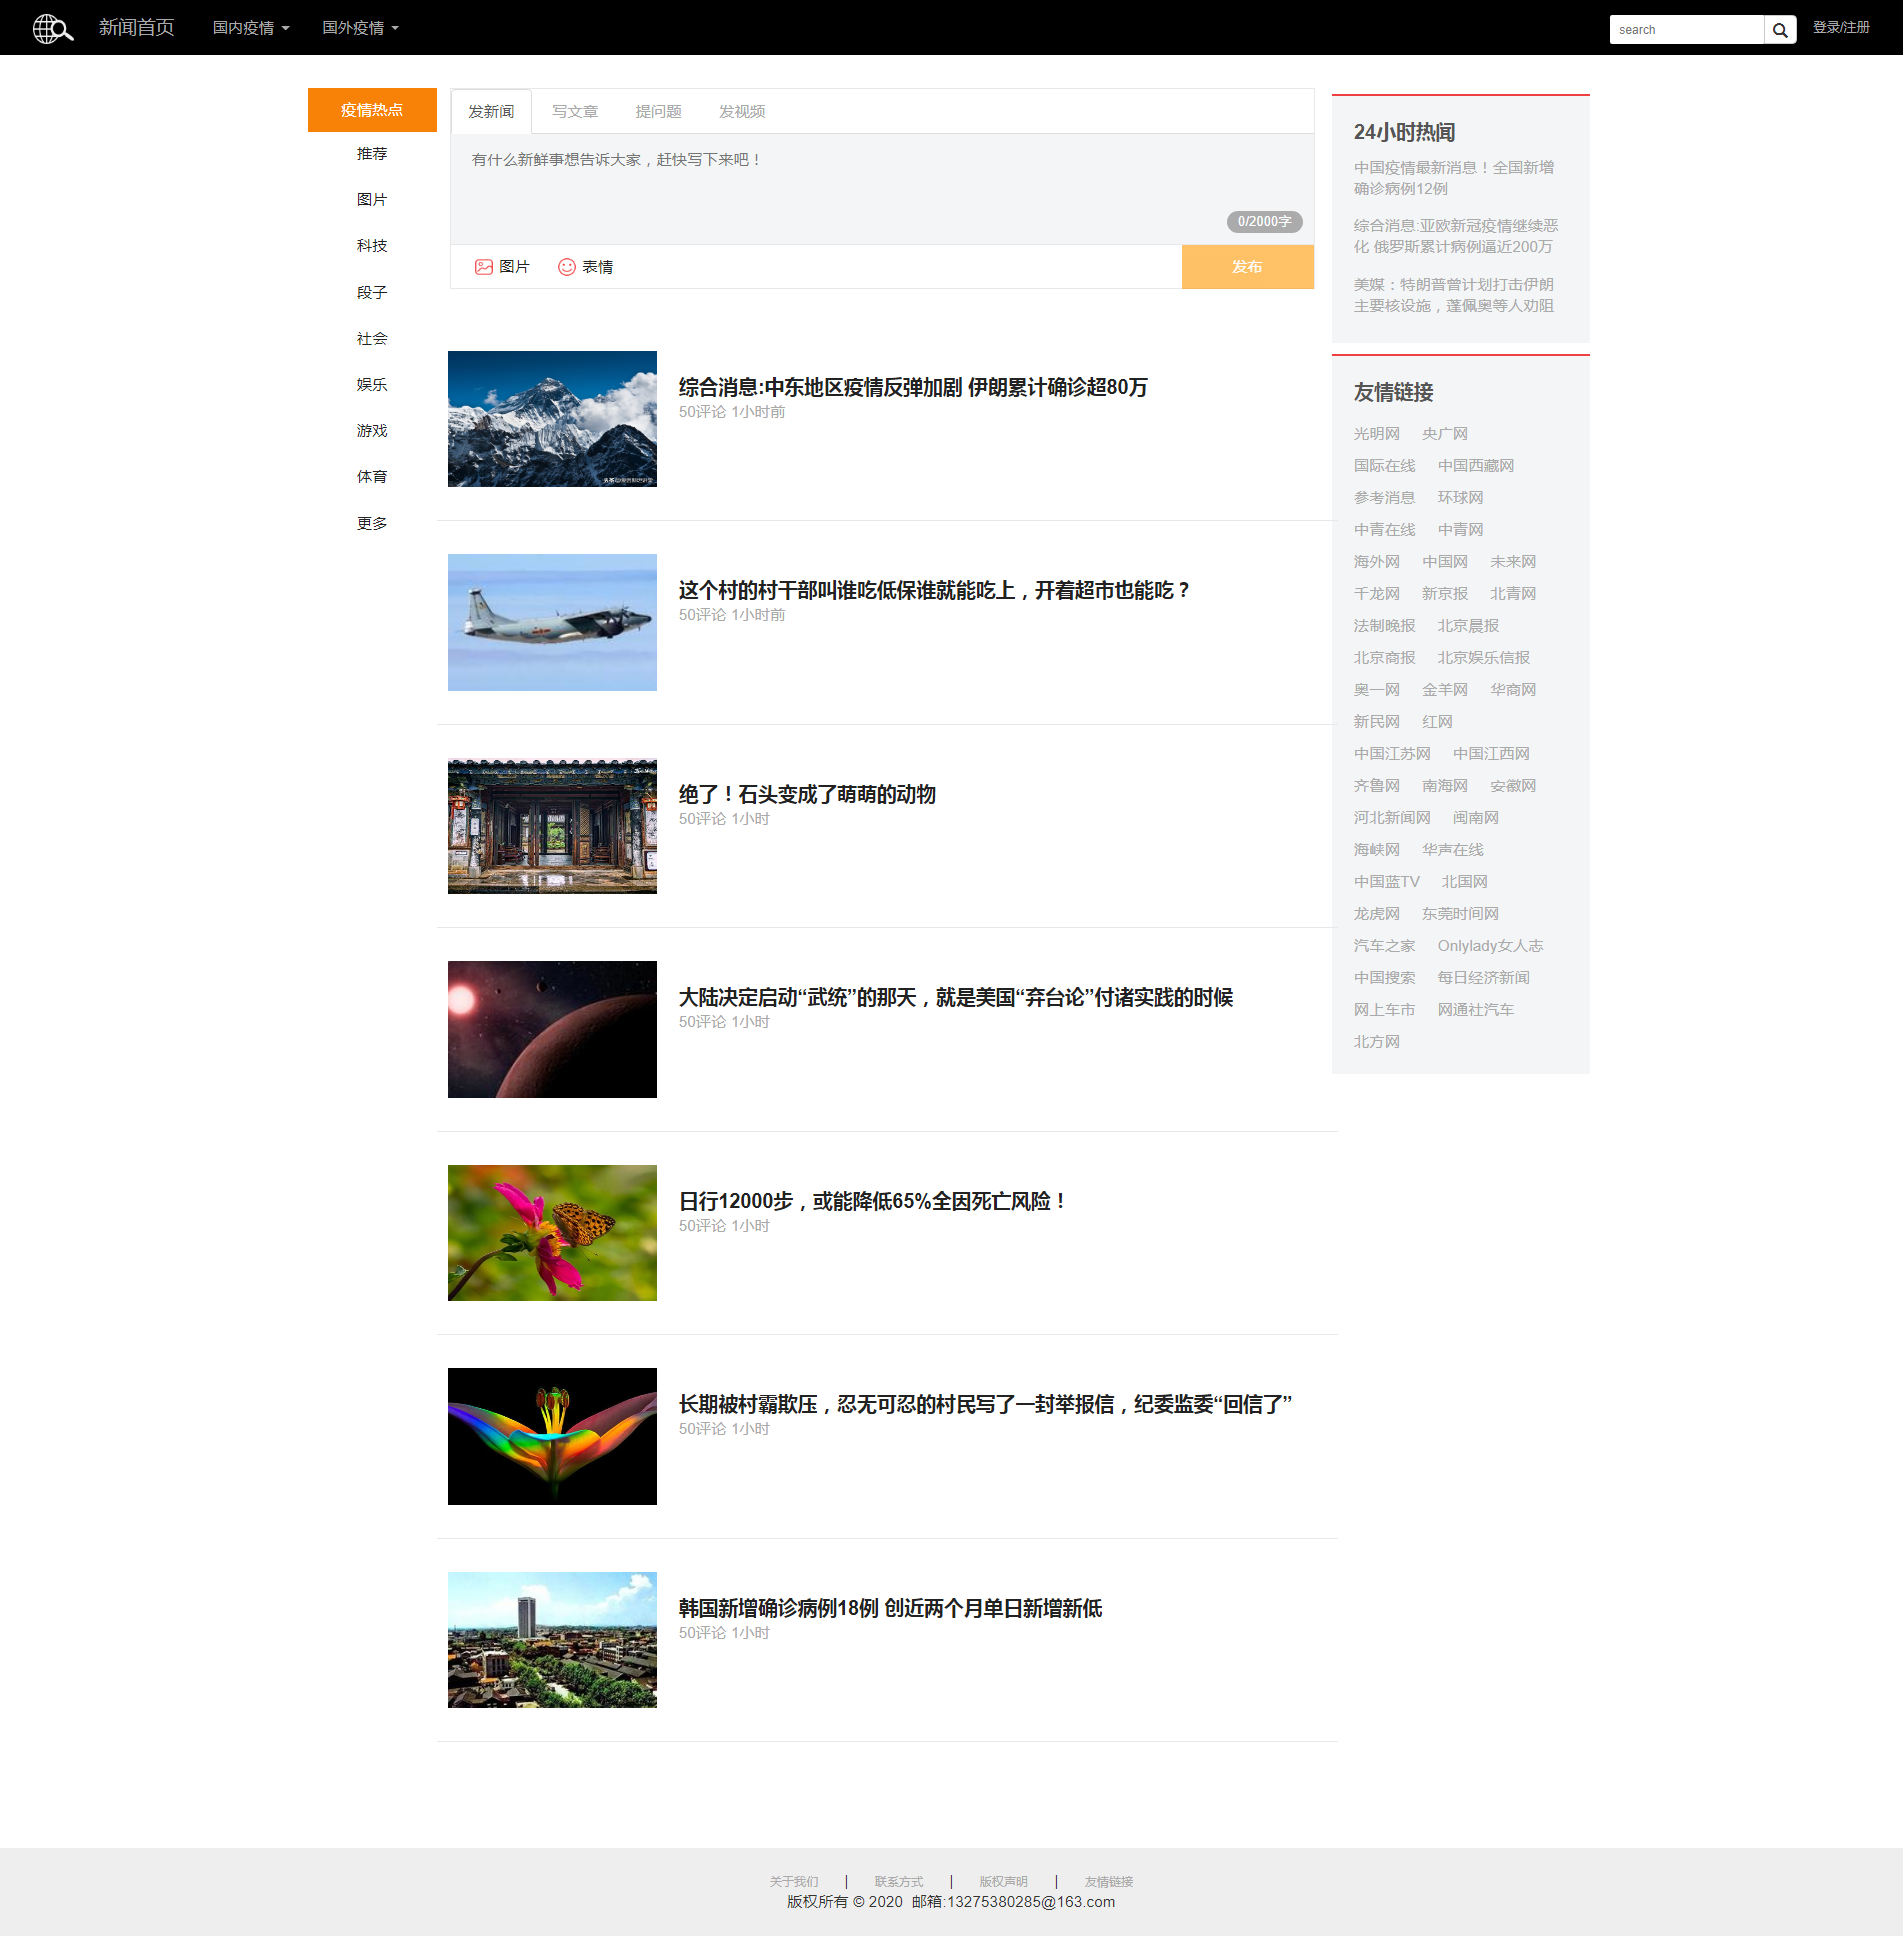 新闻首页 国内疫情 国外疫情 search 登录/注册
疫情热点
推荐
图片
科技
段子
社会
娱乐
游戏
体育
更多
发新闻 写文章 提问题 发视频
有什么新鲜事想告诉大家，赶快写下来吧！
0/2000字
图片 表情 发布
综合消息:中东地区疫情反弹加剧 伊朗累计确诊超80万
50评论 1小时前
这个村的村干部叫谁吃低保谁就能吃上，开着超市也能吃？
50评论 1小时前
绝了！石头变成了萌萌的动物
50评论 1小时
大陆决定启动“武统”的那天，就是美国“弃台论”付诸实践的时候
50评论 1小时
日行12000步，或能降低65%全因死亡风险！
50评论 1小时
长期被村霸欺压，忍无可忍的村民写了一封举报信，纪委监委“回信了”
50评论 1小时
韩国新增确诊病例18例 创近两个月单日新增新低
50评论 1小时
24小时热闻
中国疫情最新消息！全国新增
确诊病例12例
综合消息:亚欧新冠疫情继续恶
化 俄罗斯累计病例逼近200万
美媒：特朗普曾计划打击伊朗
主要核设施，蓬佩奥等人劝阻
友情链接
光明网 央广网
国际在线 中国西藏网
参考消息 环球网
中青在线 中青网
海外网 中国网 未来网
千龙网 新京报 北青网
法制晚报 北京晨报
北京商报 北京娱乐信报
奥一网 金羊网 华商网
新民网 红网
中国江苏网 中国江西网
齐鲁网 南海网 安徽网
河北新闻网 闽南网
海峡网 华声在线
中国蓝TV 北国网
龙虎网 东莞时间网
汽车之家 Onlylady女人志
中国搜索 每日经济新闻
网上车市 网通社汽车
北方网
关于我们 | 联系方式 | 版权声明 | 友情链接
版权所有 © 2020 邮箱:13275380285@163.com